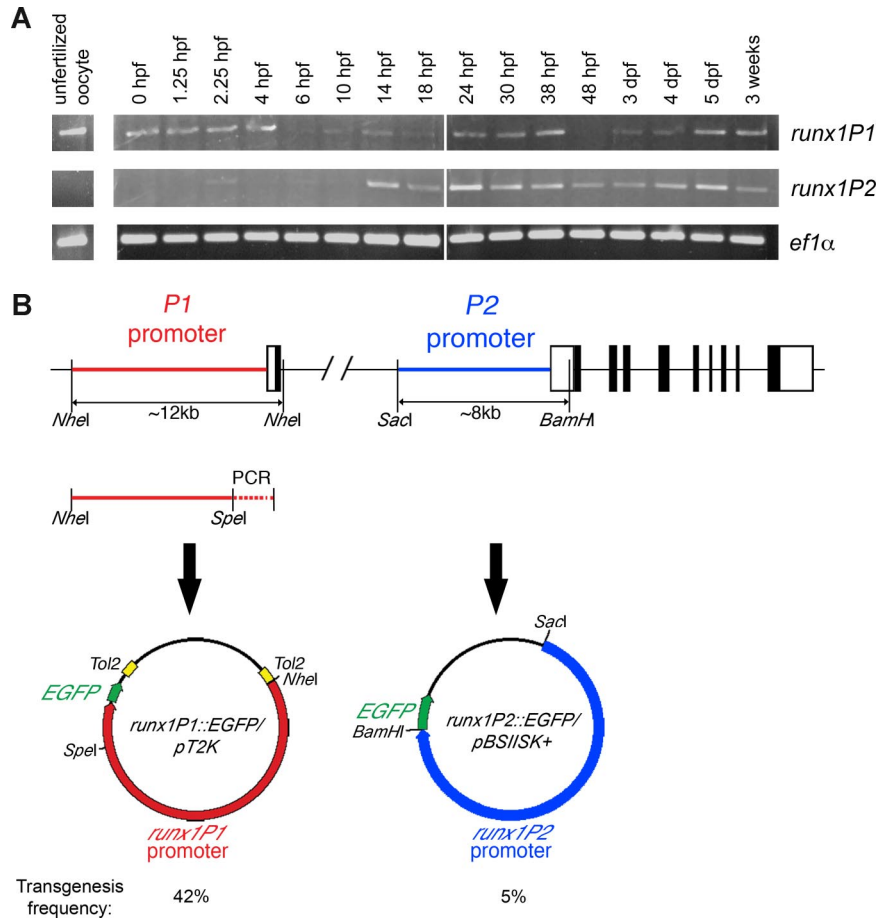 A
unfertilized
oocyte
0 hpf
1.25 hpf
2.25 hpf
4 hpf
6 hpf
10 hpf
14 hpf
18 hpf
24 hpf
30 hpf
38 hpf
48 hpf
3 dpf
4 dpf
5 dpf
3 weeks
runx1P1
runx1P2
ef1α
B
P1
promoter
P2
promoter
~12kb
~8kb
NheI
NheI
SacI
BamHI
PCR
NheI
SpeI
SacI
Tol2
Tol2
NheI
EGFP
SpeI
runx1P1::EGFP/
pT2K
runx1P1
promoter
EGFP
BamHI
runx1P2::EGFP/
pBSIISK+
runx1P2
promoter
Transgenesis
frequency:
42%
5%